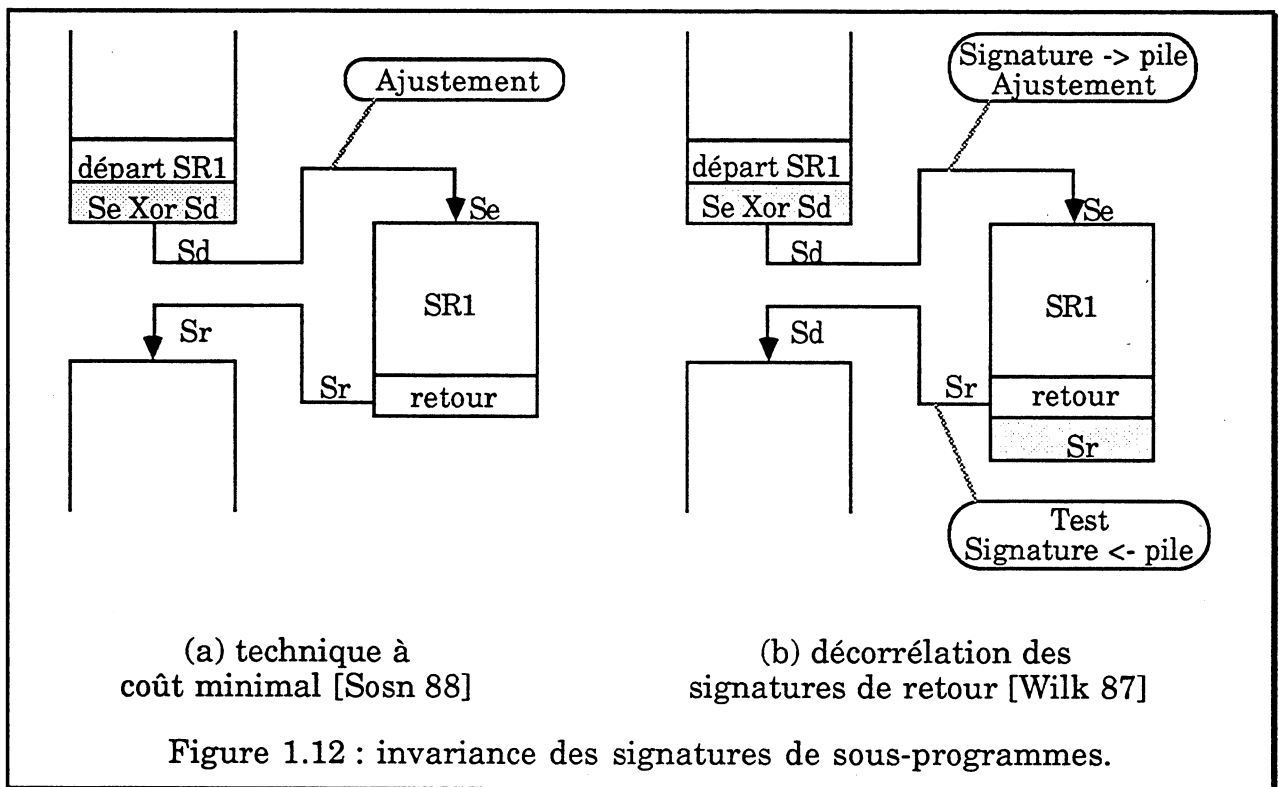 Ajustement
départ SR1
Se Xor Sd
Se
Sd
SR1
Sr
Sr
retour
Signature -> pile
Ajustement
départ SR1
Se Xor Sd
Se
Sd
SR1
Sd
Sr
retour
Sr
Test
Signature <- pile
(a) technique à
coût minimal [Sosn 88]
(b) décorrélation des
signatures de retour [Wilk 87]
Figure 1.12 : invariance des signatures de sous-programmes.